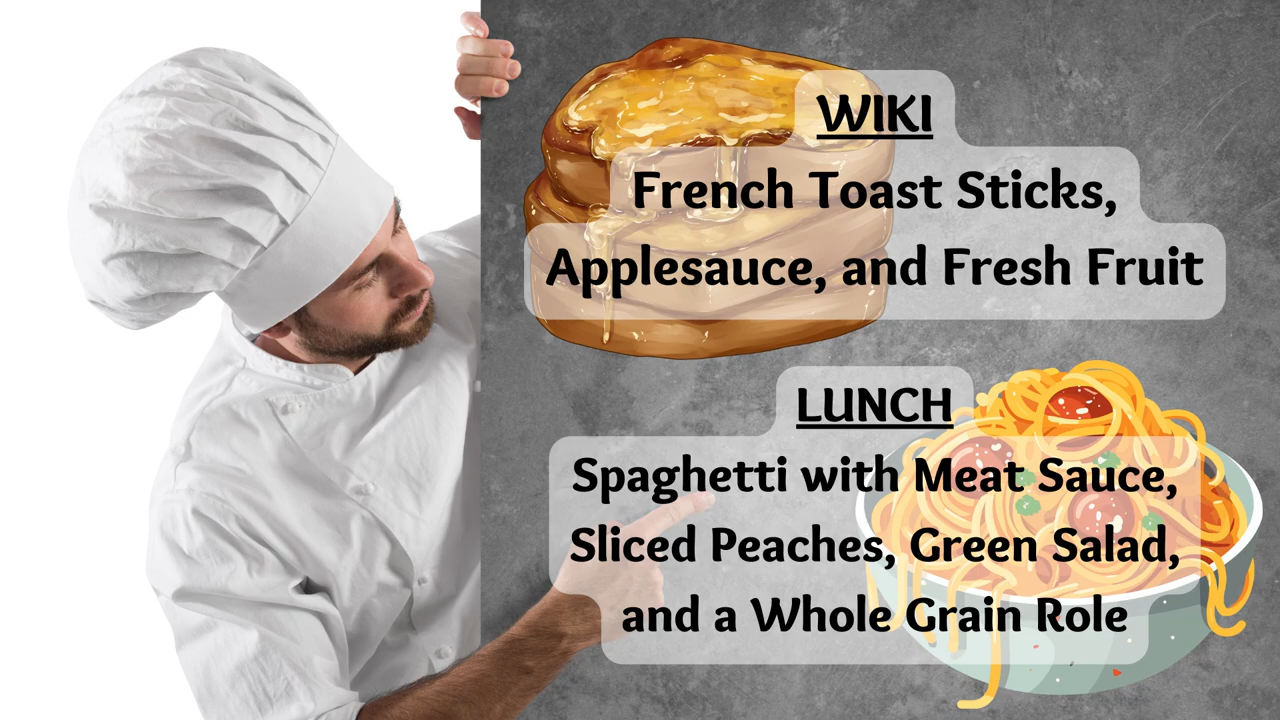 WIKI
French Toast Sticks,
Applesauce, and Fresh Fruit
LUNCH
Spaghetti with Meat Sauce,
Sliced Peaches, Green Salad,
and a Whole Grain Role